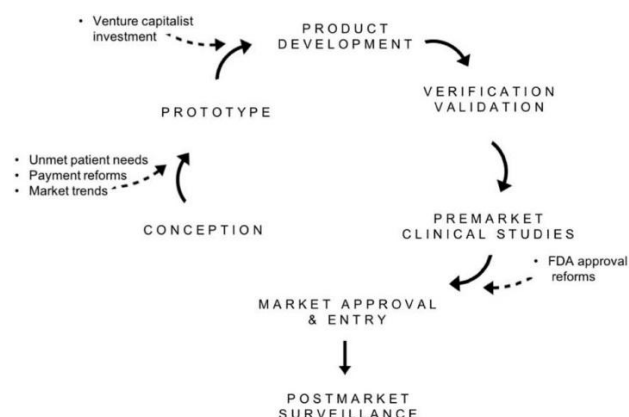 • Venture capitalist
investment
PRODUCT
DEVELOPMENT
VERIFICATION
VALIDATION
PROTOTYPE
• Unmet patient needs
• Payment reforms
• Market trends
CONCEPTION
PREMARKET
CLINICAL STUDIES
• FDA approval
reforms
MARKET APPROVAL
& ENTRY
POSTMARKET
SURVEILLANCE